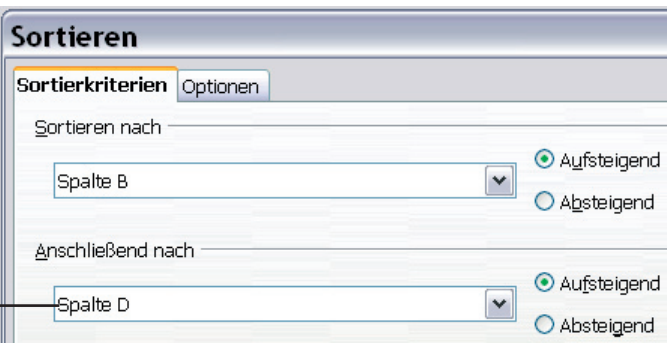 Sortieren
Sortierkriterien Optionen
Sortieren nach
Spalte B
Aufsteigend
Absteigend
Anschließend nach
Spalte D
Aufsteigend
Absteigend